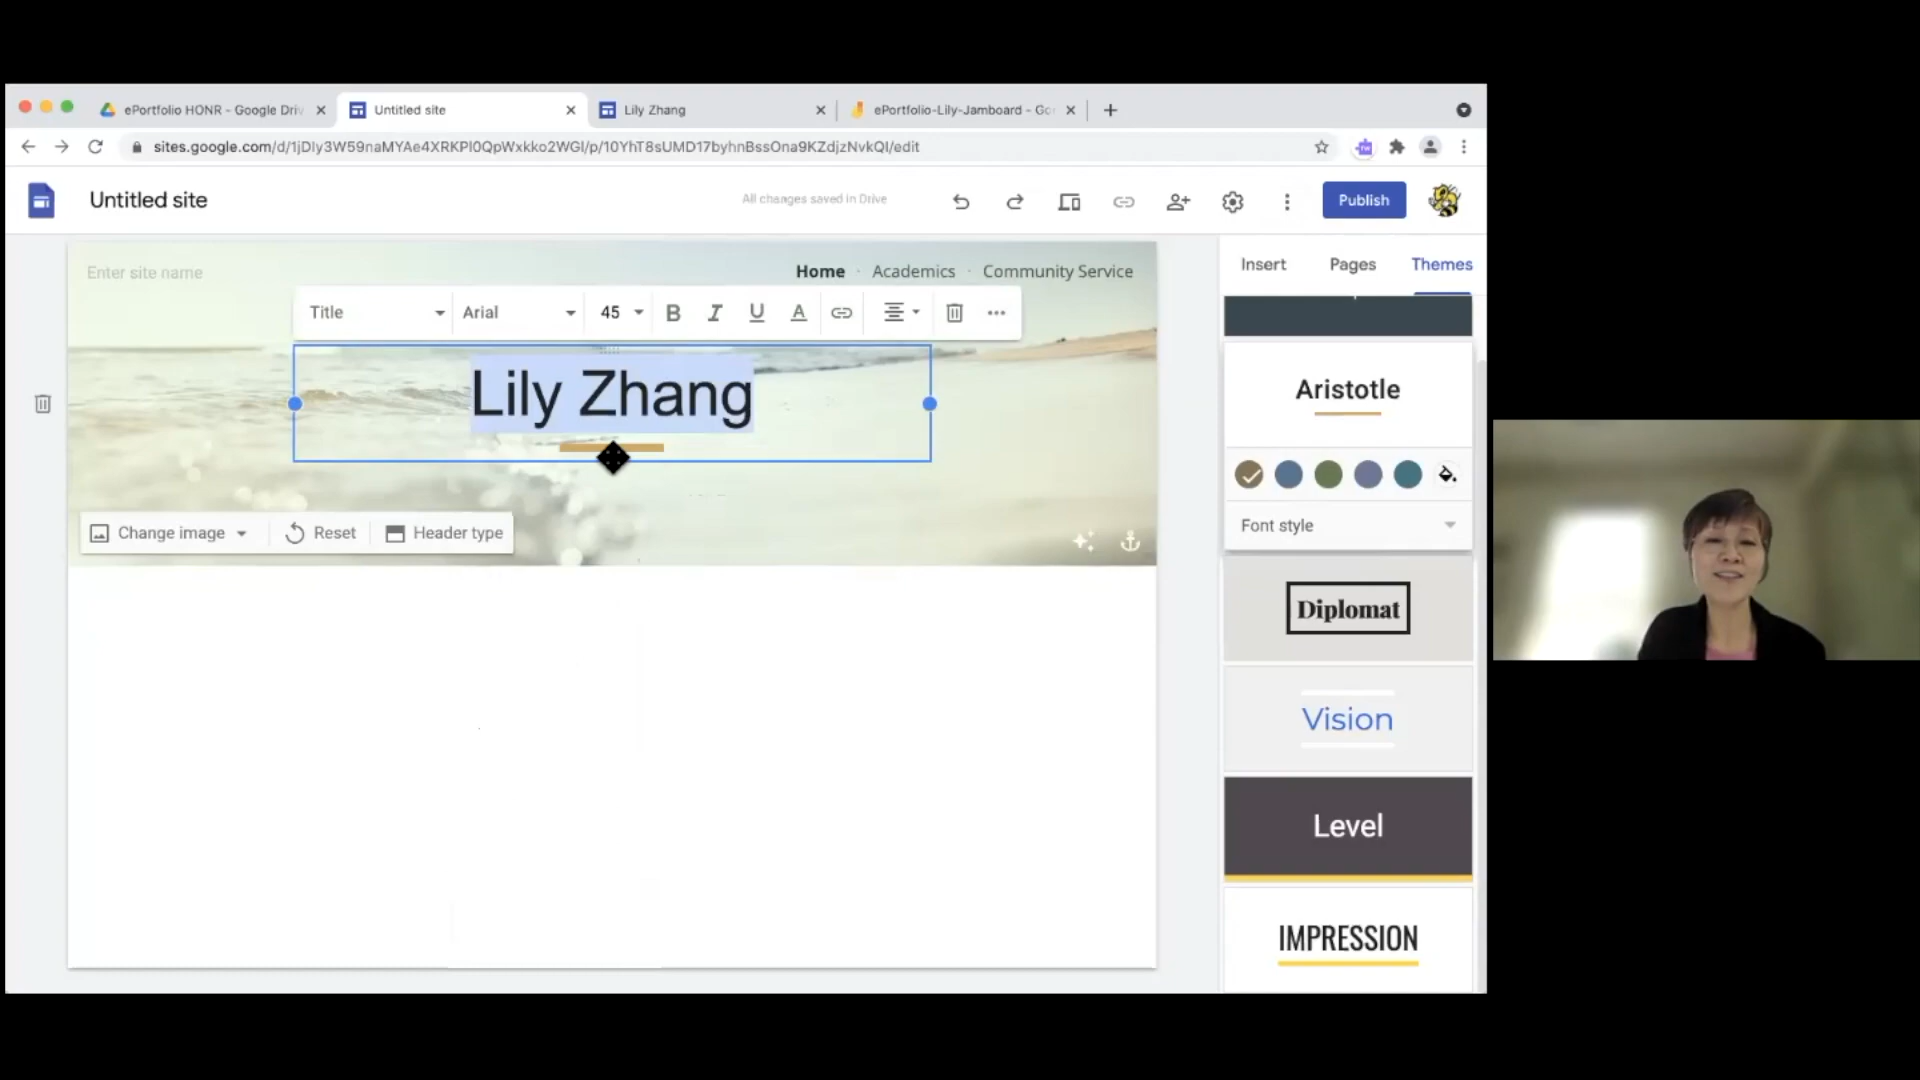 ePortfolio HONR - Google Driv
Untitled site
Lily Zhang
ePortfolio-Lily-Jamboard - Go
sites.google.com/d/1jDIy3W59naMYAe4XRKPl0QpWxkko2WGl/p/10YhT8sUMD17byhnBssOna9KZdjzNvkQl/edit
Untitled site
All changes saved in Drive
Publish
Enter site name
Home · Academics · Community Service
Insert
Pages
Themes
Title
Arial
45
B I U A
Lily Zhang
Change image
Reset
Header type
Aristotle
Font style
Diplomat
Vision
Level
IMPRESSION